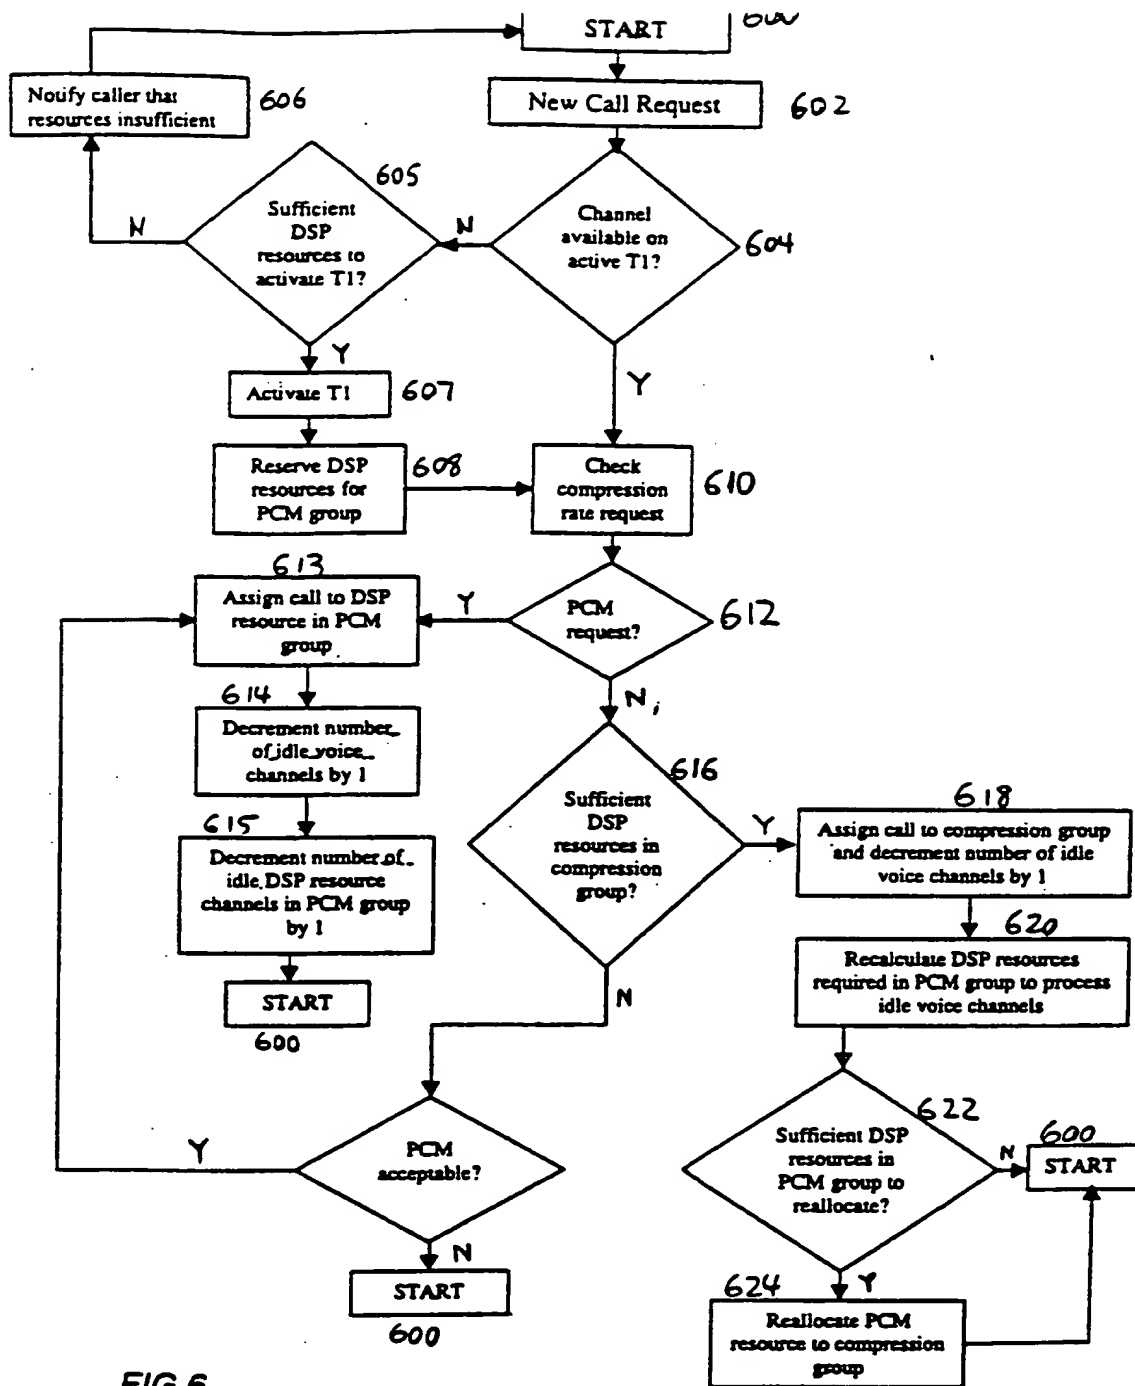 600
START
Notify caller that
resources insufficient
606
New Call Request
602
605
Sufficient
DSP
resources to
activate T1?
N
N
Channel
available on
active T1?
604
Y
Y
Activate T1
607
Reserve DSP
resources for
PCM group
608
Check
compression
rate request
610
613
Assign call to DSP
resource in PCM
group
Y
PCM
request?
612
N
614
Decrement number
of idle voice
channels by 1
616
Sufficient
DSP
resources in
compression
group?
Y
618
Assign call to compression group
and decrement number of idle
voice channels by 1
615
Decrement number of
idle DSP resource
channels in PCM group
by 1
620
Recalculate DSP resources
required in PCM group to process
idle voice channels
START
600
N
622
Sufficient DSP
resources in
PCM group to
reallocate?
N
600
START
Y
PCM
acceptable?
N
START
600
Y
624
Reallocate PCM
resource to compression
group
FIG 6